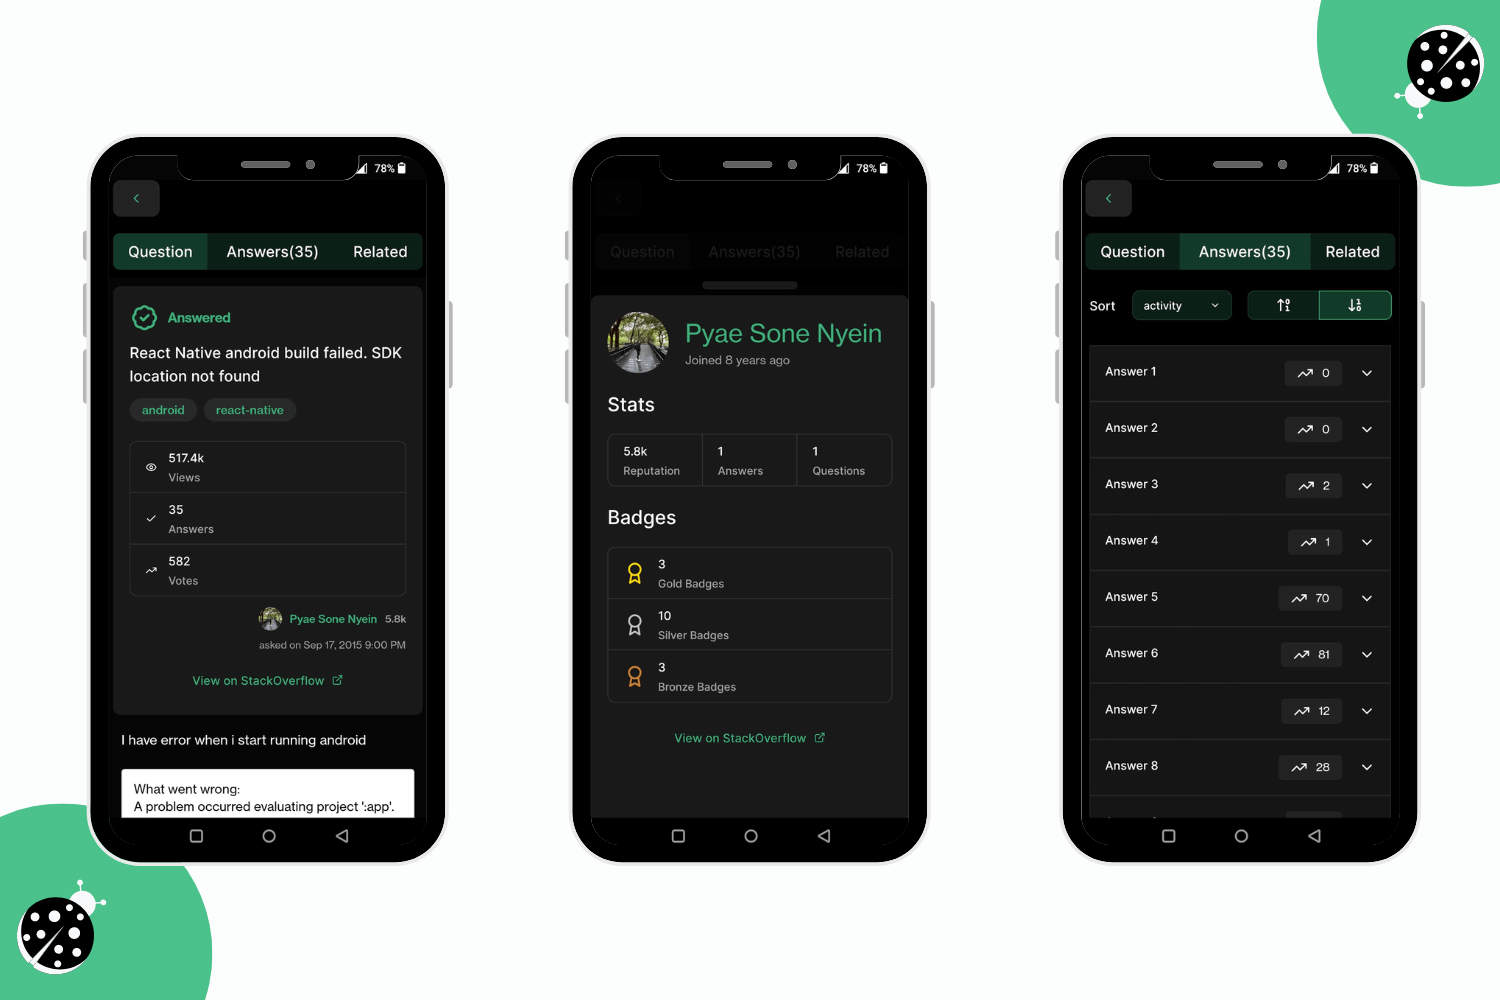 78%
Question
Answers(35)
Related
Answered
React Native android build failed. SDK
location not found
android
react-native
517.4k
Views
35
Answers
582
Votes
Pyae Sone Nyein 5.8k
asked on Sep 17, 2015 9:00 PM
View on StackOverflow
I have error when i start running android
What went wrong:
A problem occurred evaluating project ':app'.
78%
Question
Answers(35)
Related
Pyae Sone Nyein
Joined 8 years ago
Stats
5.8k
Reputation
1
Answers
1
Questions
Badges
3
Gold Badges
10
Silver Badges
3
Bronze Badges
View on StackOverflow
78%
Question
Answers(35)
Related
Sort
activity
Answer 1
0
Answer 2
0
Answer 3
2
Answer 4
1
Answer 5
70
Answer 6
81
Answer 7
12
Answer 8
28